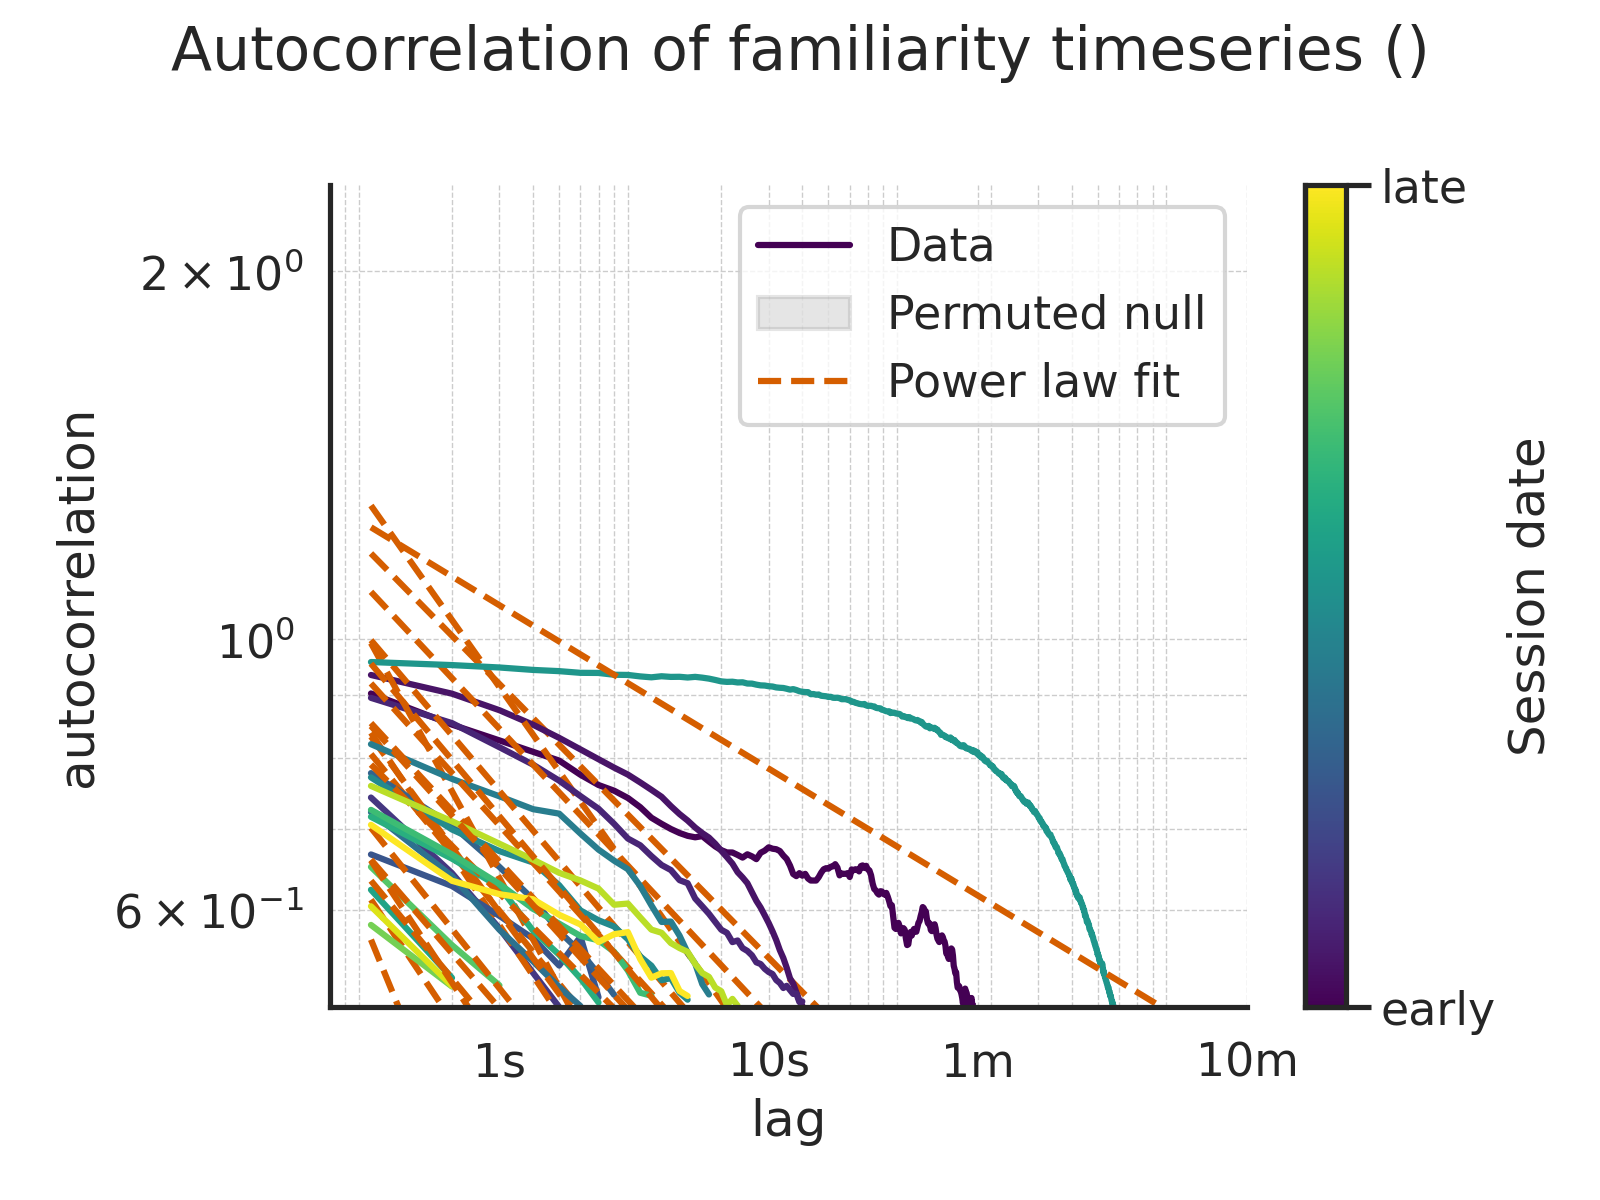 Autocorrelation of familiarity timeseries ()
2 × 10⁰
10⁰
6 × 10⁻¹
autocorrelation
Data
Permuted null
Power law fit
1s
10s
1m
10m
lag
late
early
Session date